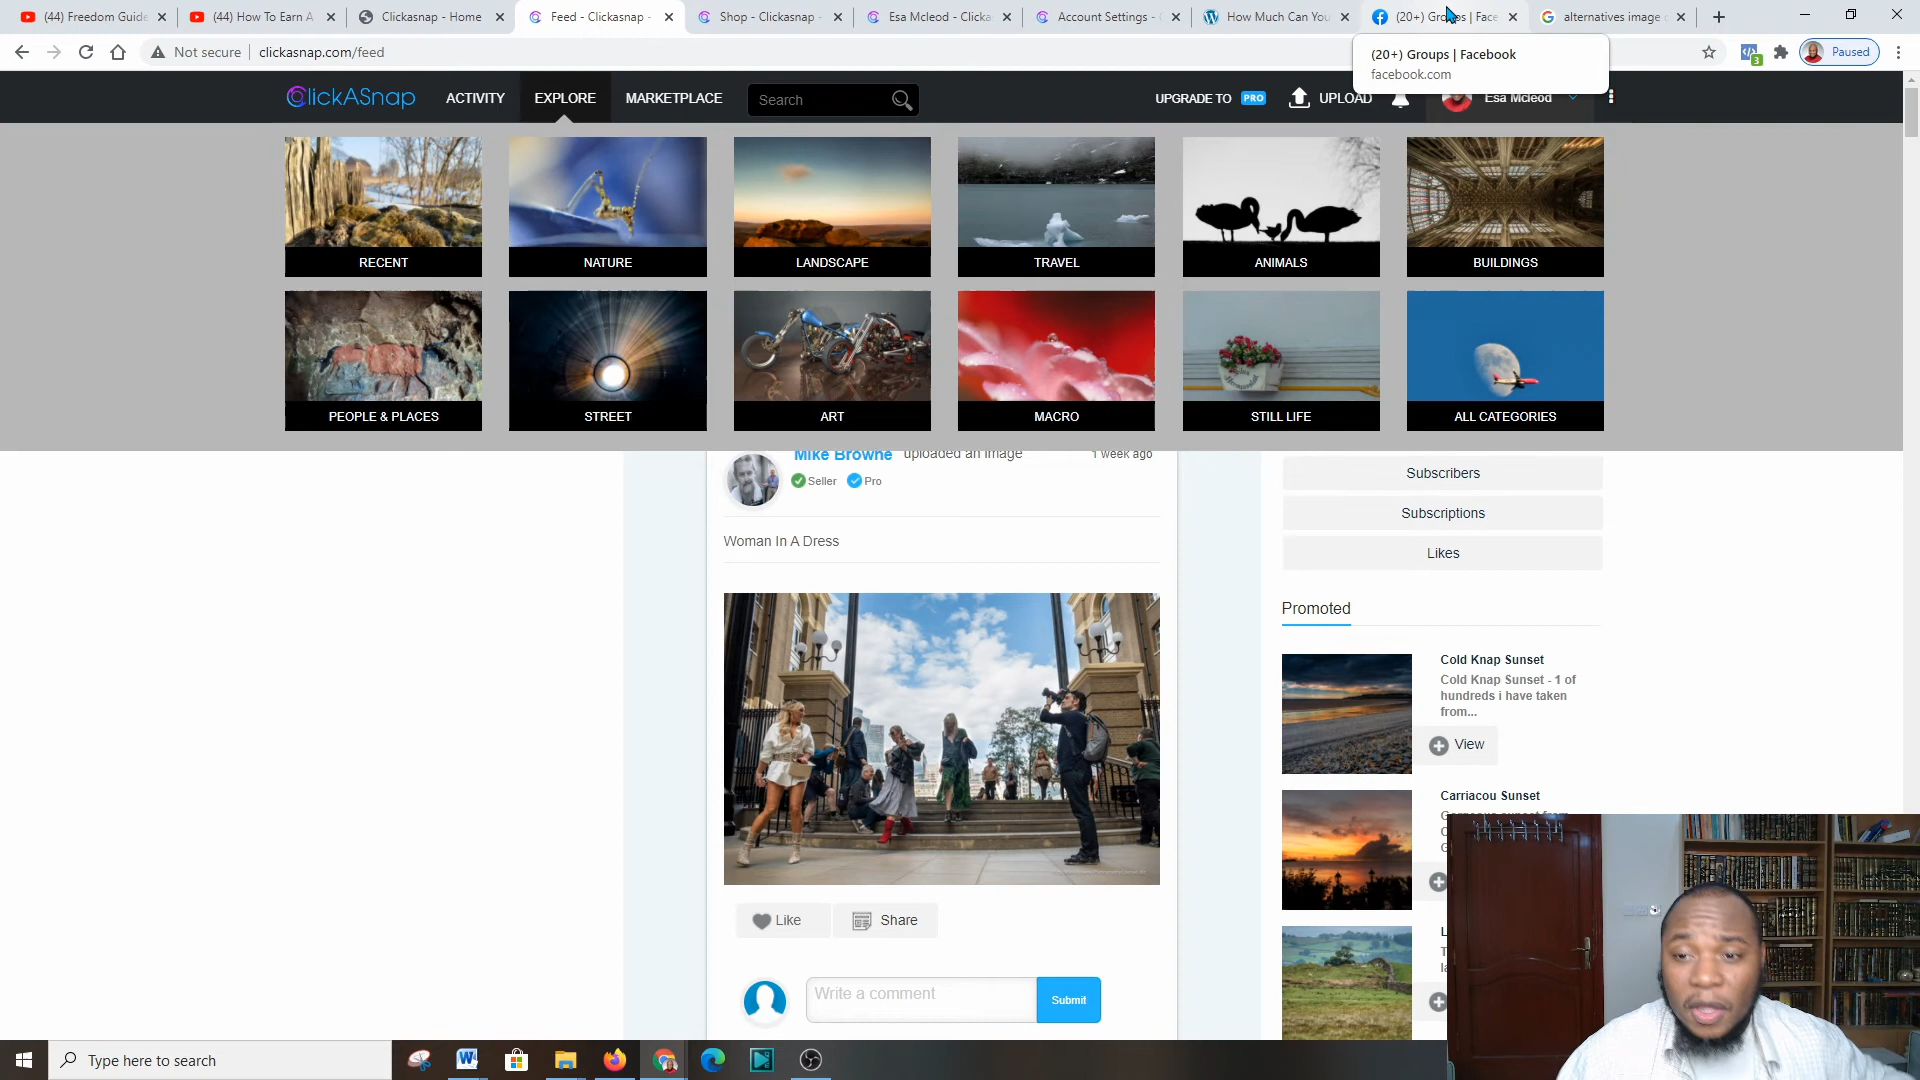 (44) Freedom Guide
(44) How To Earn A
Clickasnap - Home
Feed - Clickasnap -
Shop - Clickasnap -
Esa Mcleod - Clicka
Account Settings -
How Much Can You
(20+) Groups | Face
alternatives image
Not secure
clickasnap.com/feed
3
Paused
(20+) Groups | Facebook
facebook.com
ClickASnap
ACTIVITY
EXPLORE
MARKETPLACE
Search
UPGRADE TO PRO
UPLOAD
Esa Mcleod
RECENT
NATURE
LANDSCAPE
TRAVEL
ANIMALS
BUILDINGS
PEOPLE & PLACES
STREET
ART
MACRO
STILL LIFE
ALL CATEGORIES
Mike Browne uploaded an image
1 week ago
Seller
Pro
Woman In A Dress
Like
Share
Write a comment
Submit
Subscribers
Subscriptions
Likes
Promoted
Cold Knap Sunset
Cold Knap Sunset - 1 of
hundreds i have taken
from...
View
Carriacou Sunset
Type here to search